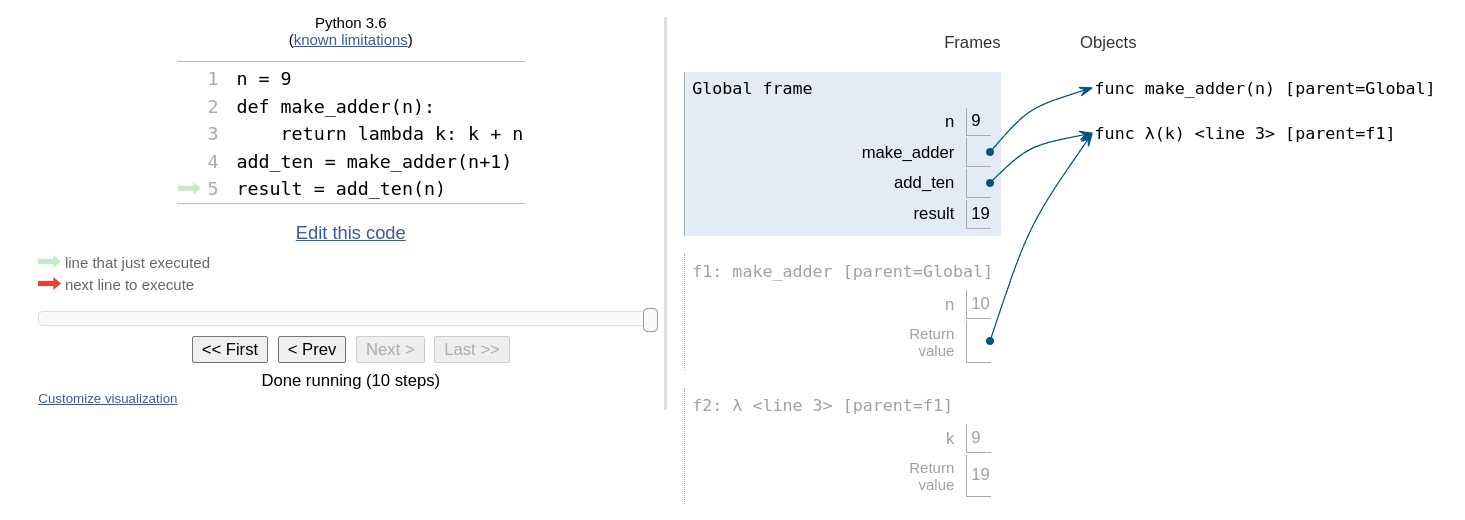 Python 3.6
(known limitations)
1 n = 9
2 def make_adder(n):
3     return lambda k: k + n
4 add_ten = make_adder(n+1)
5 result = add_ten(n)
Edit this code
line that just executed
next line to execute
<< First < Prev Next > Last >>
Done running (10 steps)
Customize visualization
Frames Objects
Global frame
n 9
make_adder
add_ten
result 19
func make_adder(n) [parent=Global]
func λ(k) <line 3> [parent=f1]
f1: make_adder [parent=Global]
n 10
Return
value
f2: λ <line 3> [parent=f1]
k 9
Return
value 19